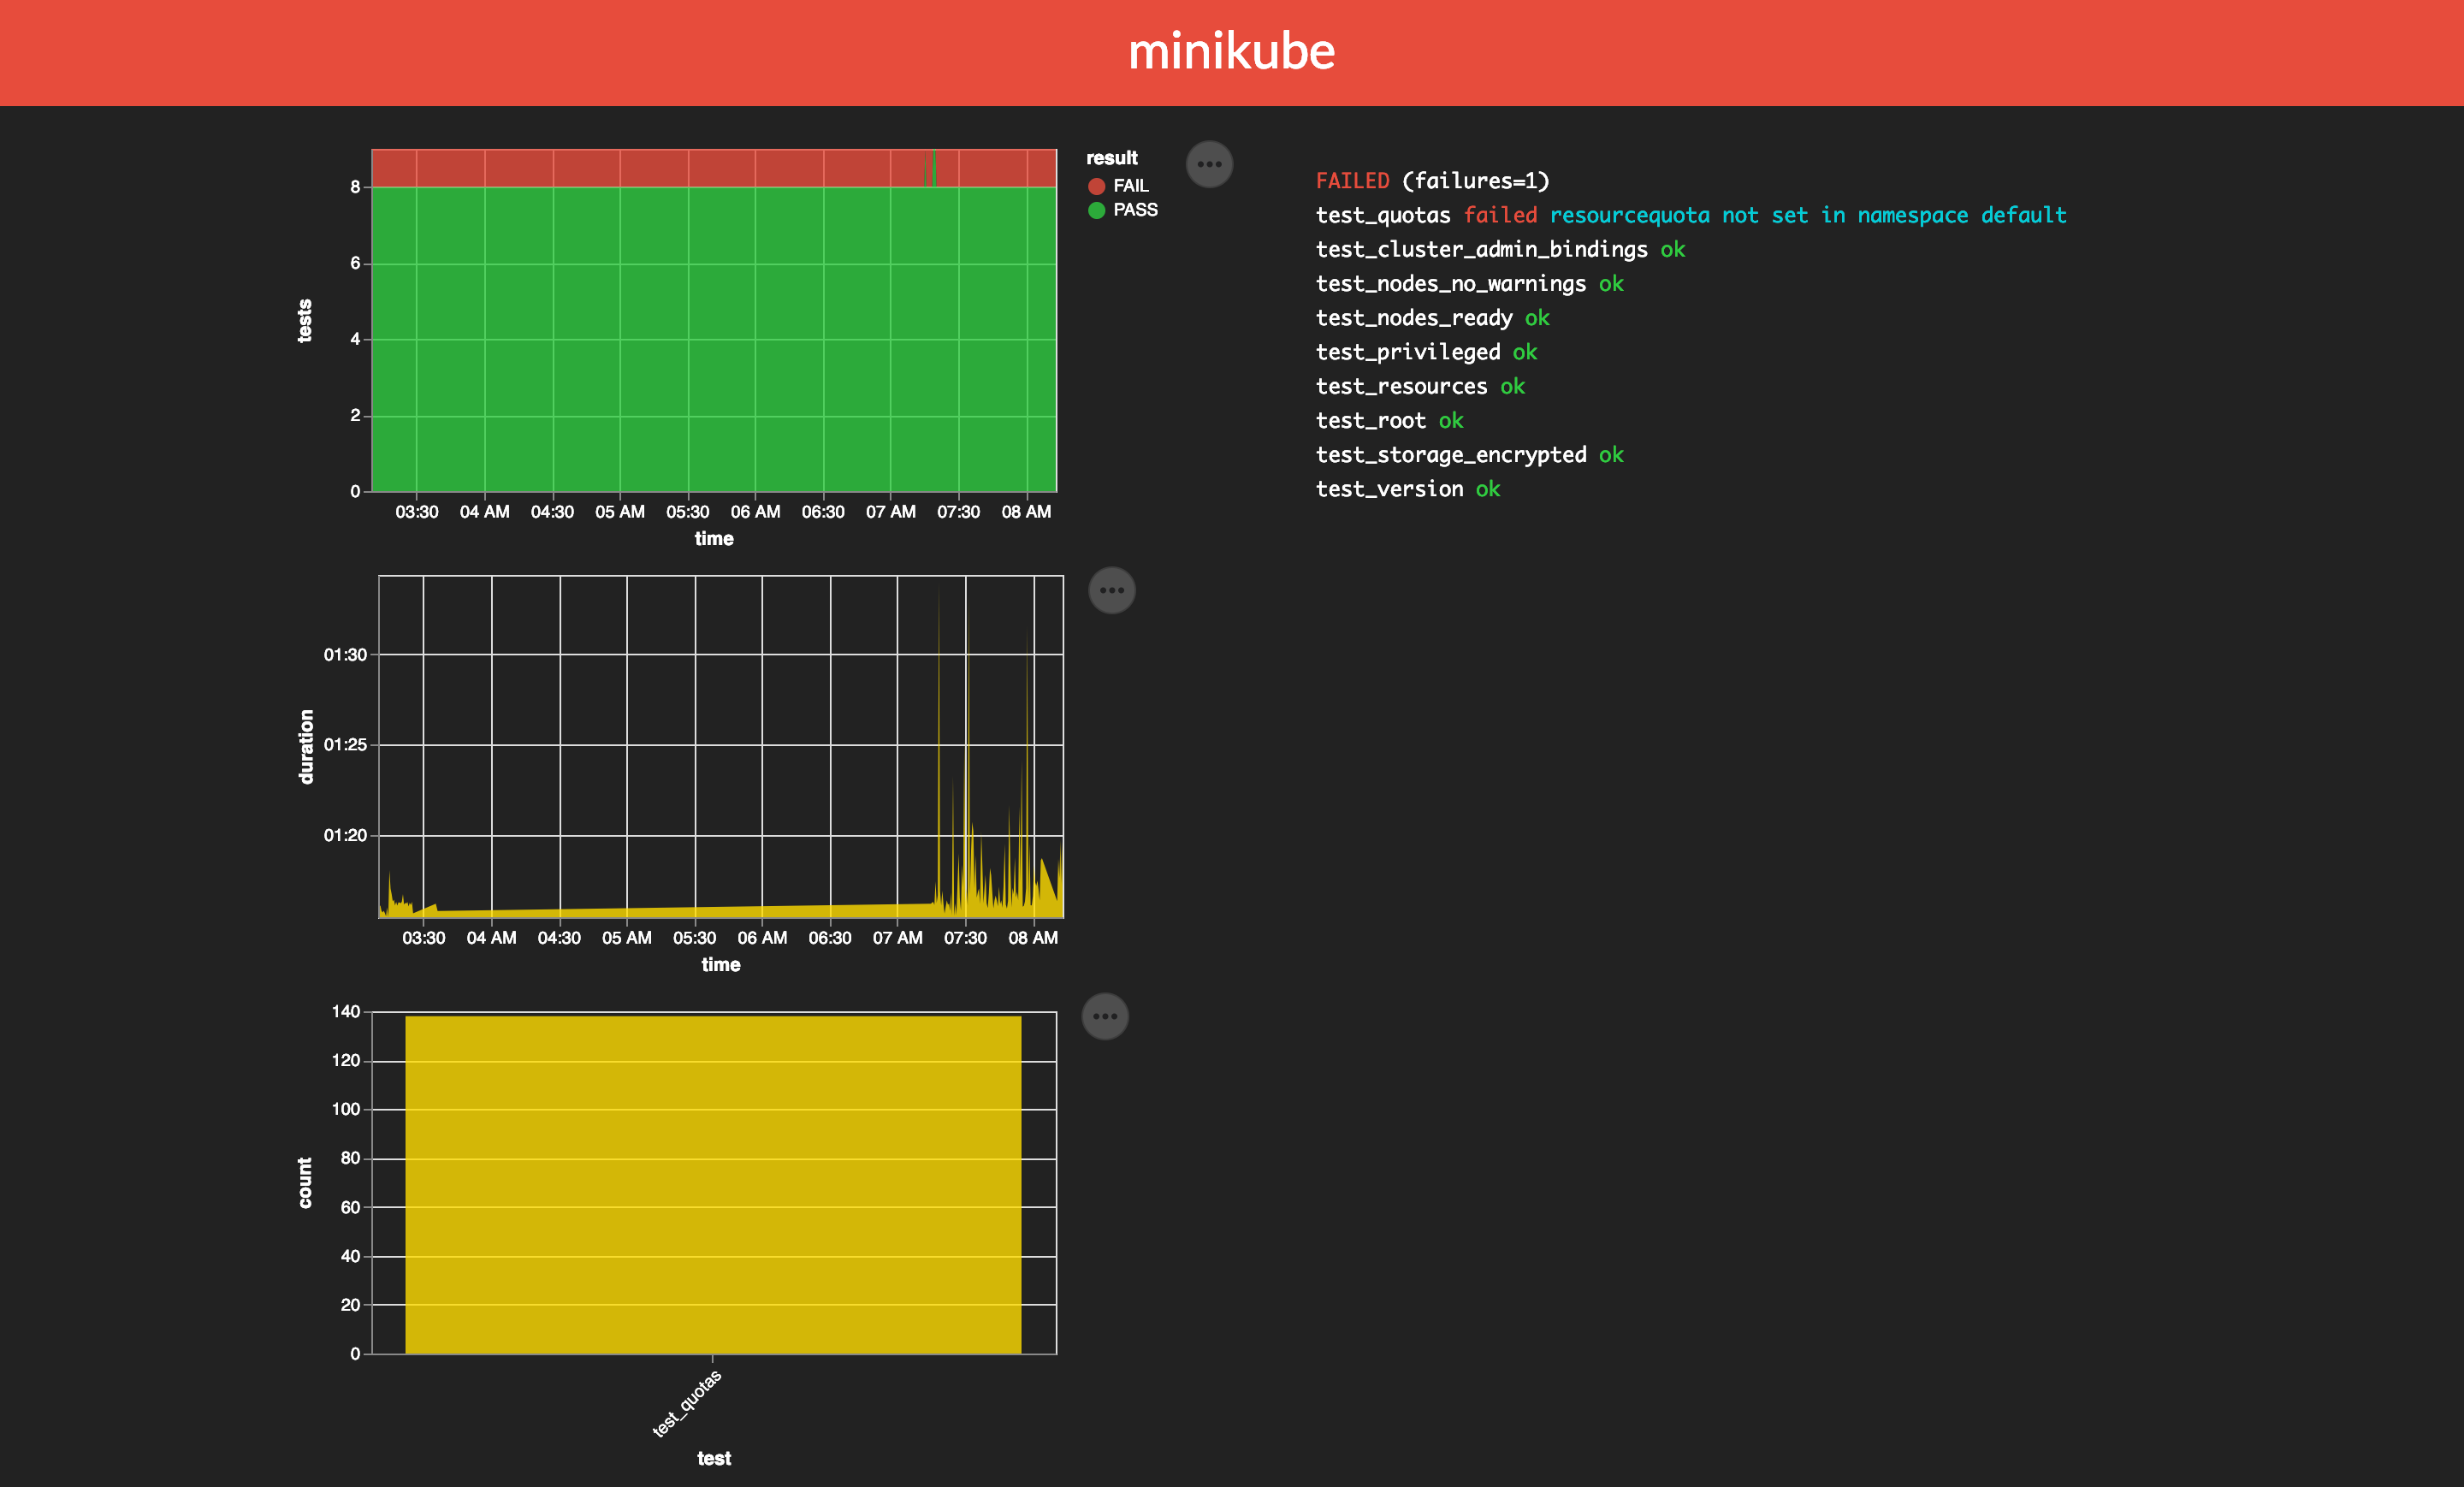 minikube
result
FAIL
PASS
8
6
4
2
0
tests
03:30 04 AM 04:30 05 AM 05:30 06 AM 06:30 07 AM 07:30 08 AM
time
01:30
01:25
01:20
duration
03:30 04 AM 04:30 05 AM 05:30 06 AM 06:30 07 AM 07:30 08 AM
time
140
120
100
80
60
40
20
0
count
test_quotas
test
FAILED (failures=1)
test_quotas failed resourcequota not set in namespace default
test_cluster_admin_bindings ok
test_nodes_no_warnings ok
test_nodes_ready ok
test_privileged ok
test_resources ok
test_root ok
test_storage_encrypted ok
test_version ok